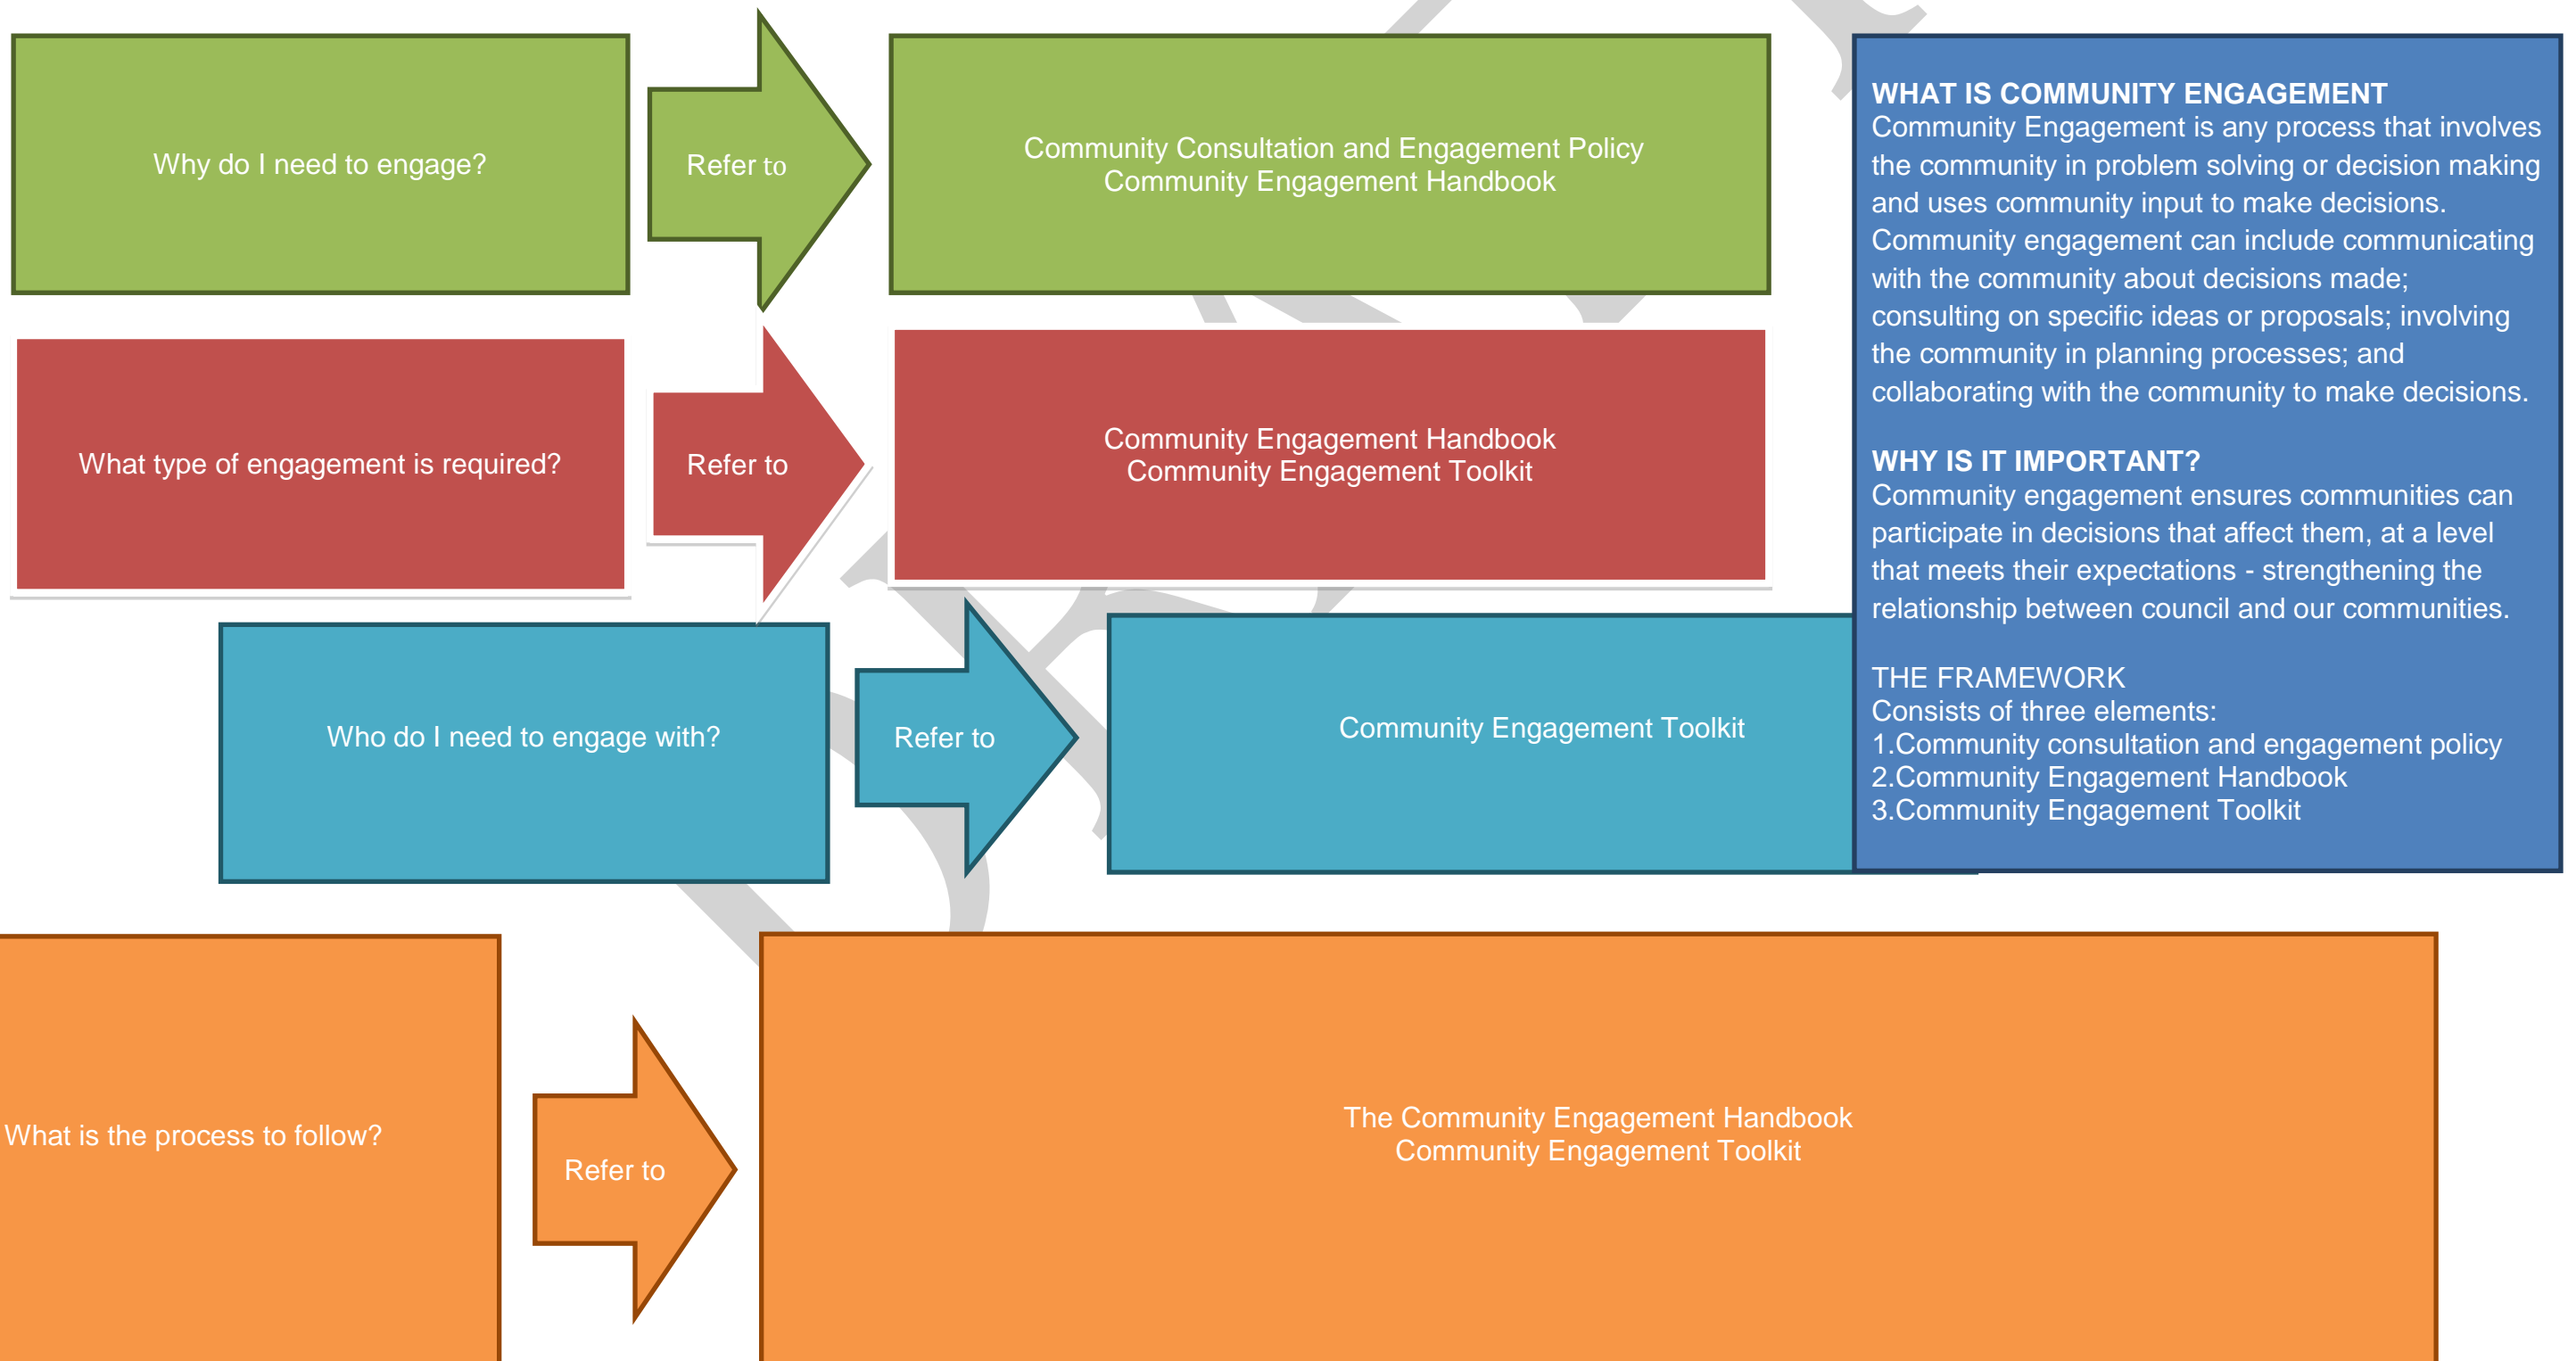 Why do I need to engage?
Refer to
Community Consultation and Engagement Policy
Community Engagement Handbook
What type of engagement is required?
Refer to
Community Engagement Handbook
Community Engagement Toolkit
Who do I need to engage with?
Refer to
Community Engagement Toolkit
What is the process to follow?
Refer to
The Community Engagement Handbook
Community Engagement Toolkit
WHAT IS COMMUNITY ENGAGEMENT
Community Engagement is any process that involves
the community in problem solving or decision making
and uses community input to make decisions.
Community engagement can include communicating
with the community about decisions made;
consulting on specific ideas or proposals; involving
the community in planning processes; and
collaborating with the community to make decisions.
WHY IS IT IMPORTANT?
Community engagement ensures communities can
participate in decisions that affect them, at a level
that meets their expectations - strengthening the
relationship between council and our communities.
THE FRAMEWORK
Consists of three elements:
1.Community consultation and engagement policy
2.Community Engagement Handbook
3.Community Engagement Toolkit